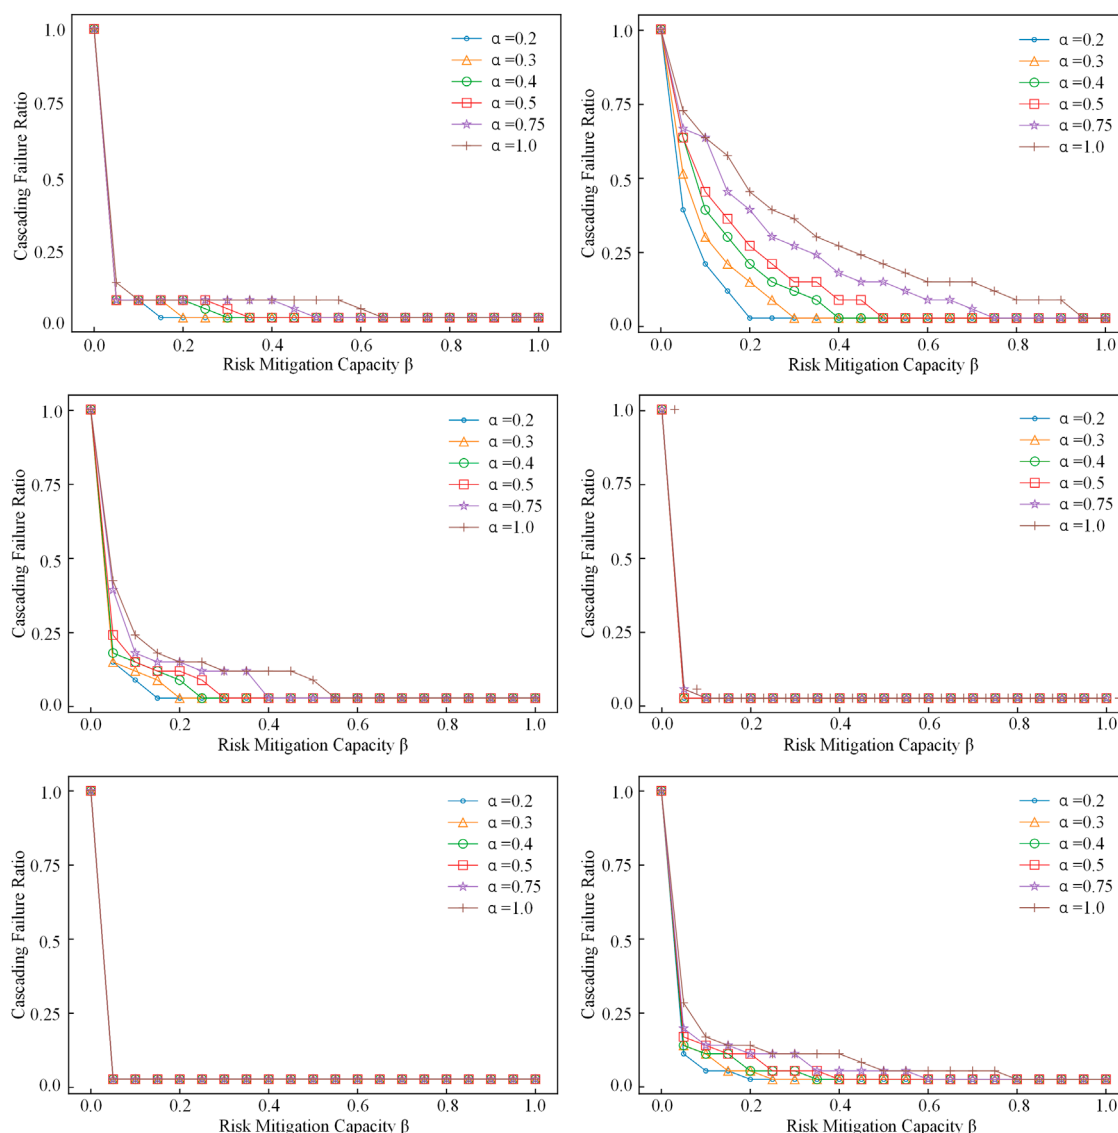 1.0
0.75
0.5
0.25
0.0
Cascading Failure Ratio
α =0.2
α =0.3
α =0.4
α =0.5
α =0.75
α =1.0
0.0 0.2 0.4 0.6 0.8 1.0
Risk Mitigation Capacity β
1.0
0.75
0.5
0.25
0.0
Cascading Failure Ratio
α =0.2
α =0.3
α =0.4
α =0.5
α =0.75
α =1.0
0.0 0.2 0.4 0.6 0.8 1.0
Risk Mitigation Capacity β
1.0
0.75
0.5
0.25
0.0
Cascading Failure Ratio
α =0.2
α =0.3
α =0.4
α =0.5
α =0.75
α =1.0
0.0 0.2 0.4 0.6 0.8 1.0
Risk Mitigation Capacity β
1.0
0.75
0.5
0.25
0.0
Cascading Failure Ratio
α =0.2
α =0.3
α =0.4
α =0.5
α =0.75
α =1.0
0.0 0.2 0.4 0.6 0.8 1.0
Risk Mitigation Capacity β
1.0
0.75
0.5
0.25
0.0
Cascading Failure Ratio
α =0.2
α =0.3
α =0.4
α =0.5
α =0.75
α =1.0
0.0 0.2 0.4 0.6 0.8 1.0
Risk Mitigation Capacity β
1.0
0.75
0.5
0.25
0.0
Cascading Failure Ratio
α =0.2
α =0.3
α =0.4
α =0.5
α =0.75
α =1.0
0.0 0.2 0.4 0.6 0.8 1.0
Risk Mitigation Capacity β